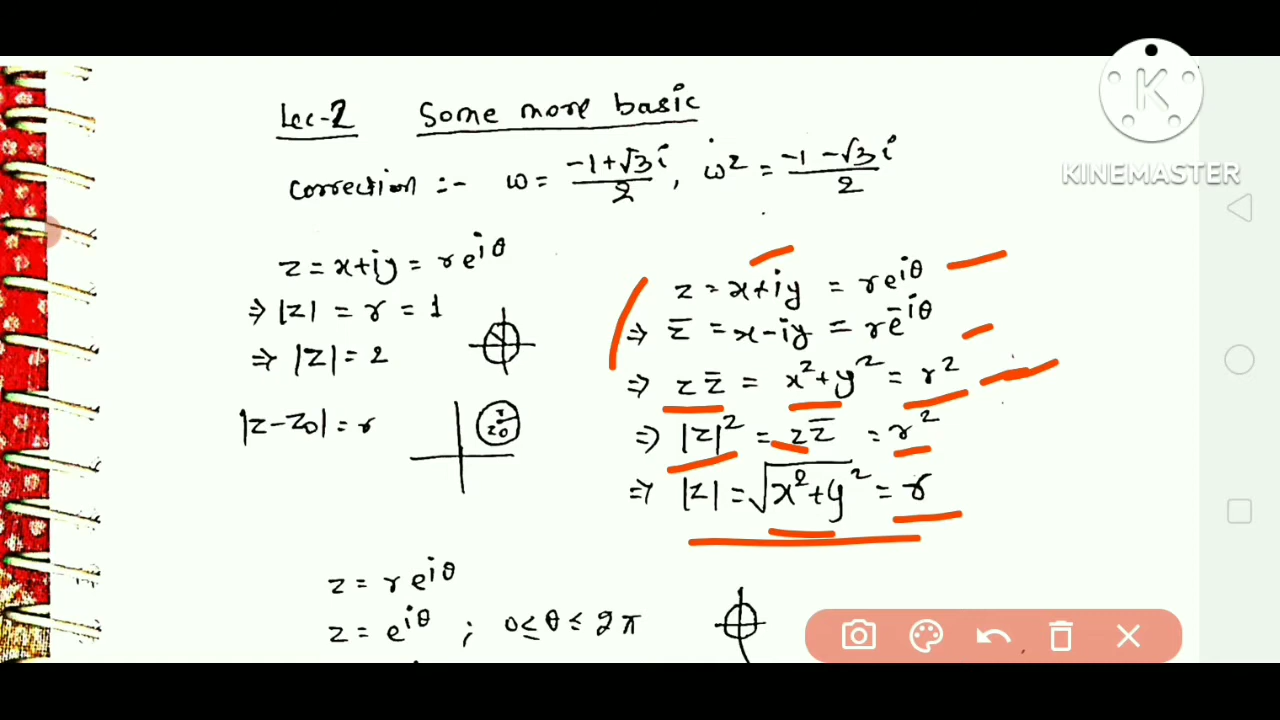 Lec-2 Some more basic
correction :- ω = (-1+√3i)/2, ω² = (-1-√3i)/2
z = x+iy = re^{iθ}
⇒ |z| = r = 1
⇒ |z| = 2
|z-z₀| = r
r
z₀
z = x+iy = re^{iθ}
⇒ z̅ = x-iy = re^{-iθ}
⇒ z z̅ = x²+y² = r²
⇒ |z|² = z z̅ = r²
⇒ |z| = √(x²+y²) = r
z = re^{iθ}
z = e^{iθ} ; 0≤θ≤2π
K
KINEMASTER